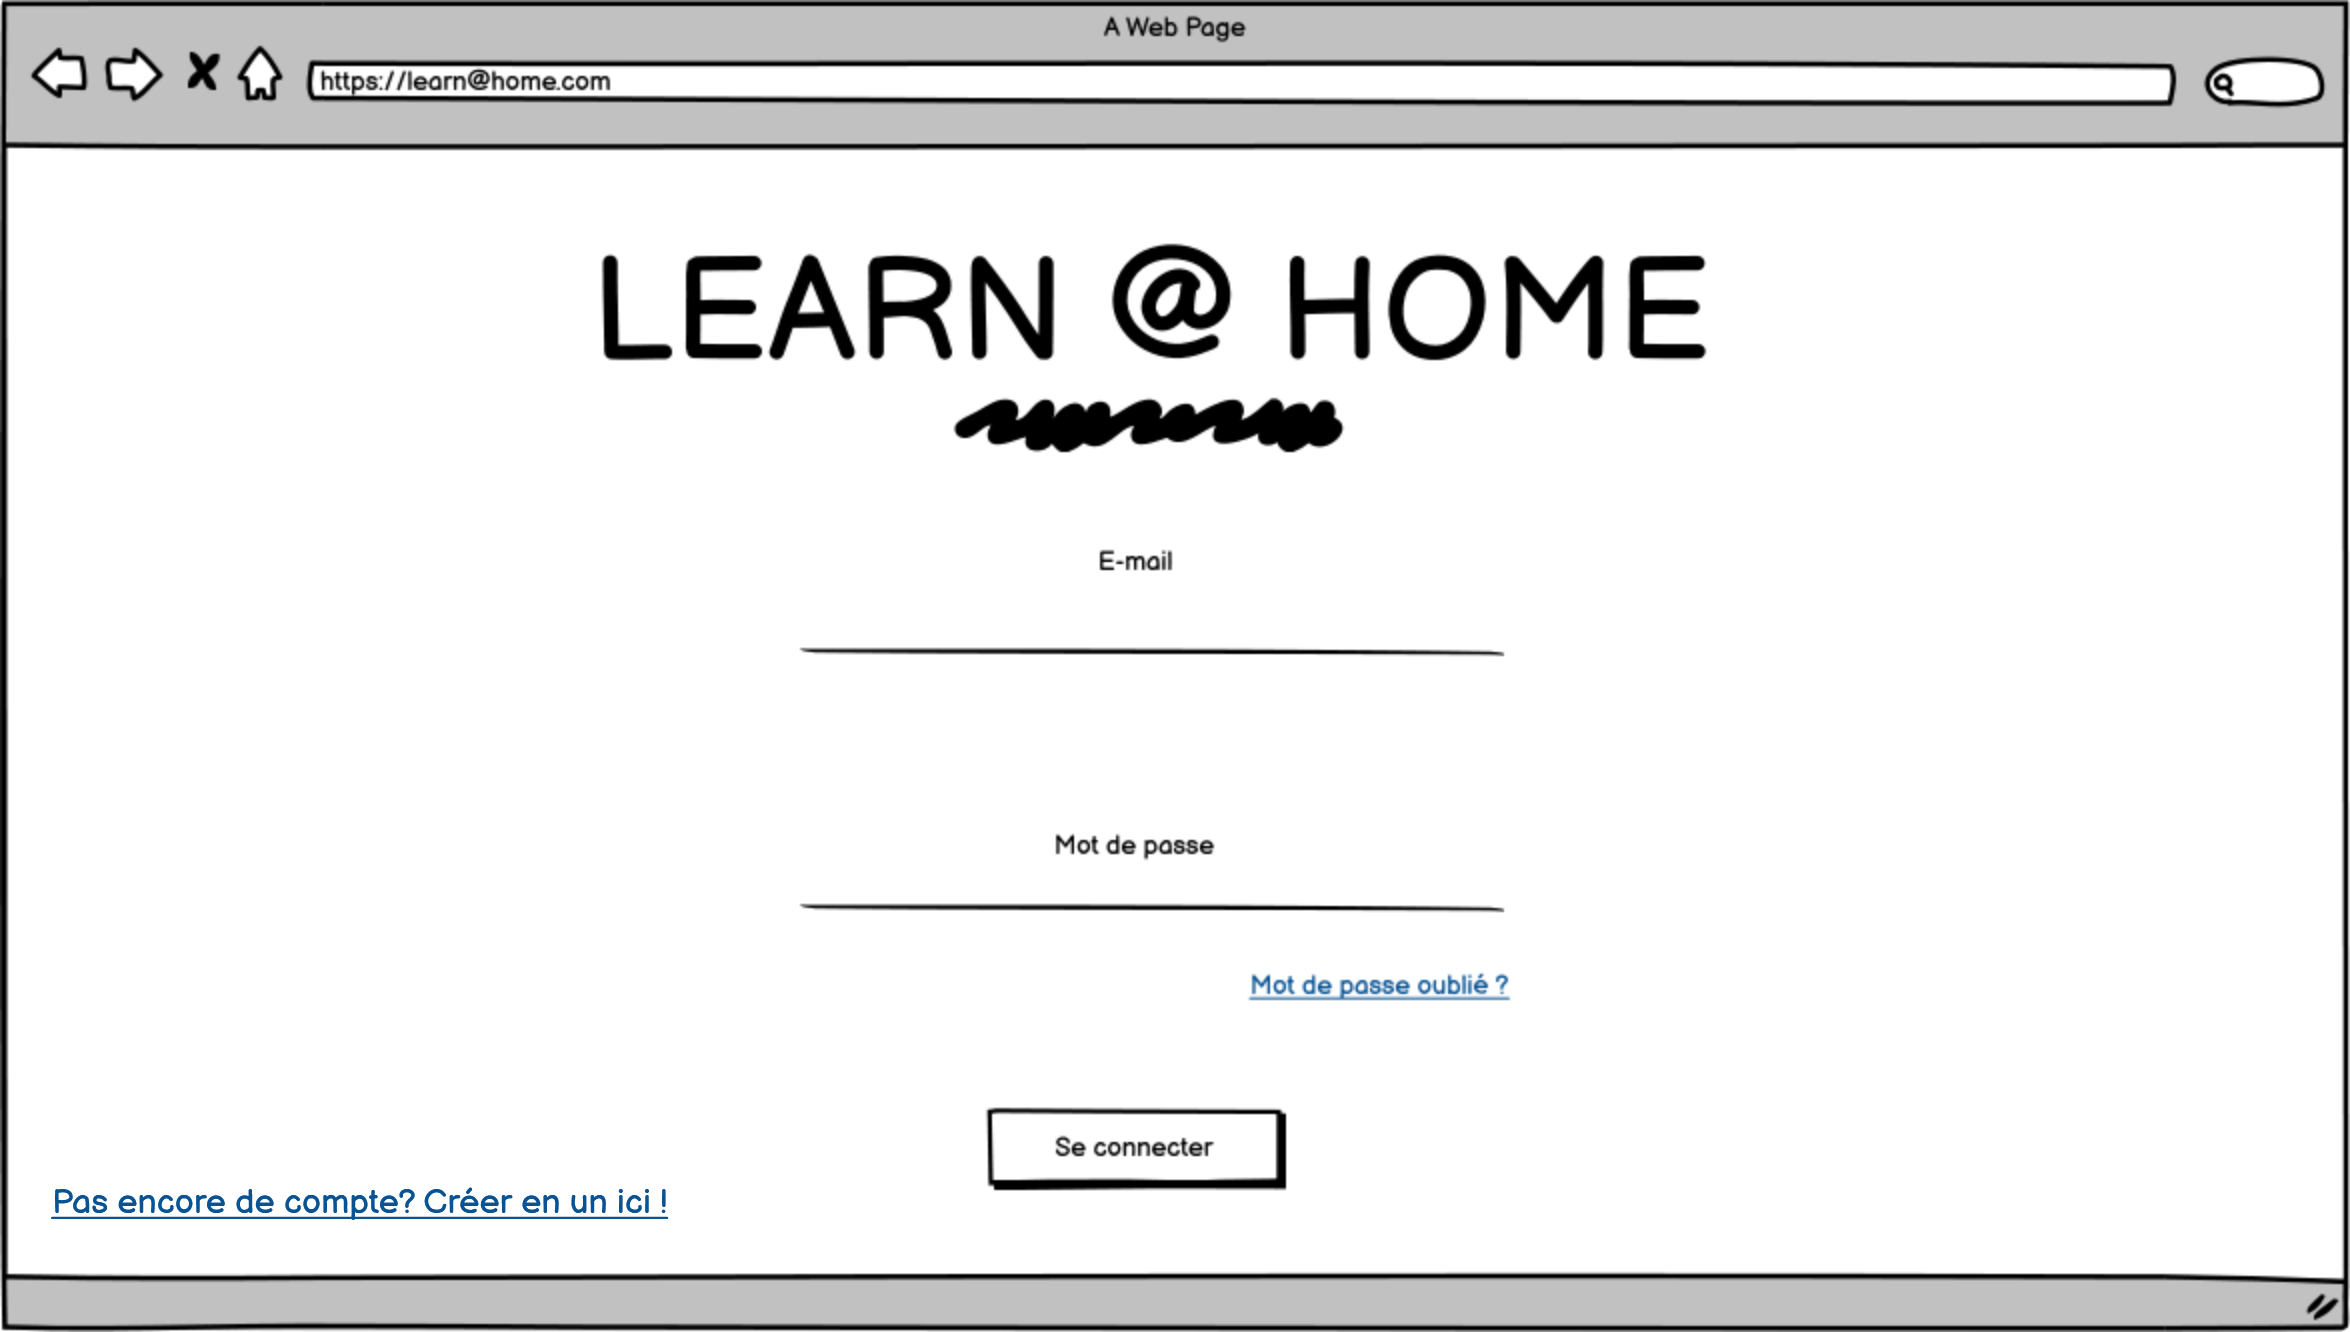 A Web Page
https://learn@home.com
LEARN @ HOME
E-mail
Mot de passe
Mot de passe oublié ?
Se connecter
Pas encore de compte? Créer en un ici !